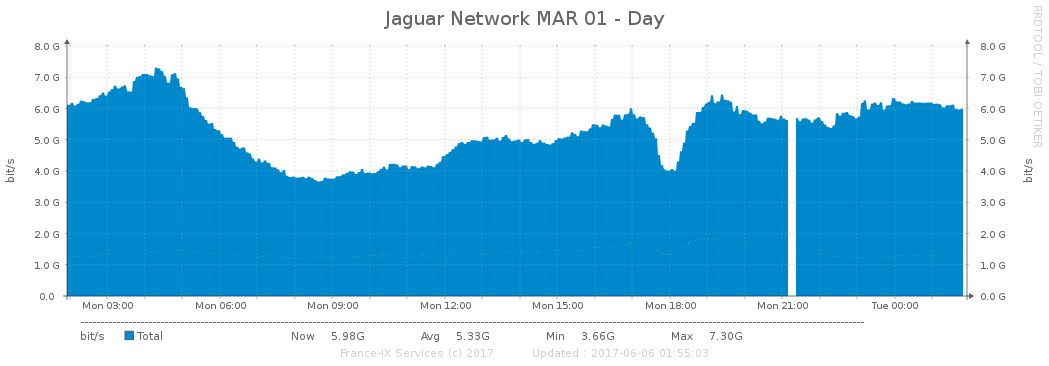 Jaguar Network MAR 01 - Day
RRDTOOL / TOBI OETIKER
bit/s
8.0 G 8.0 G
7.0 G 7.0 G
6.0 G 6.0 G
5.0 G 5.0 G
4.0 G 4.0 G
3.0 G 3.0 G
2.0 G 2.0 G
1.0 G 1.0 G
0.0 0.0 G
bit/s
Mon 03:00 Mon 06:00 Mon 09:00 Mon 12:00 Mon 15:00 Mon 18:00 Mon 21:00 Tue 00:00
bit/s Total Now 5.98G Avg 5.33G Min 3.66G Max 7.30G
France-IX Services (c) 2017 Updated : 2017-06-06 01:55:03